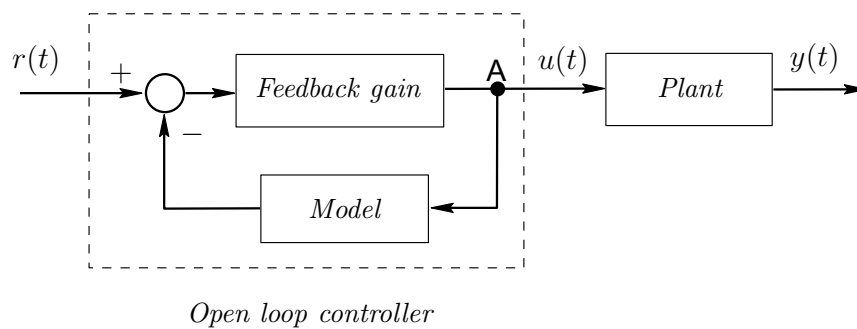 r(t)
+
−
Feedback gain
A
u(t)
Plant
y(t)
Model
Open loop controller